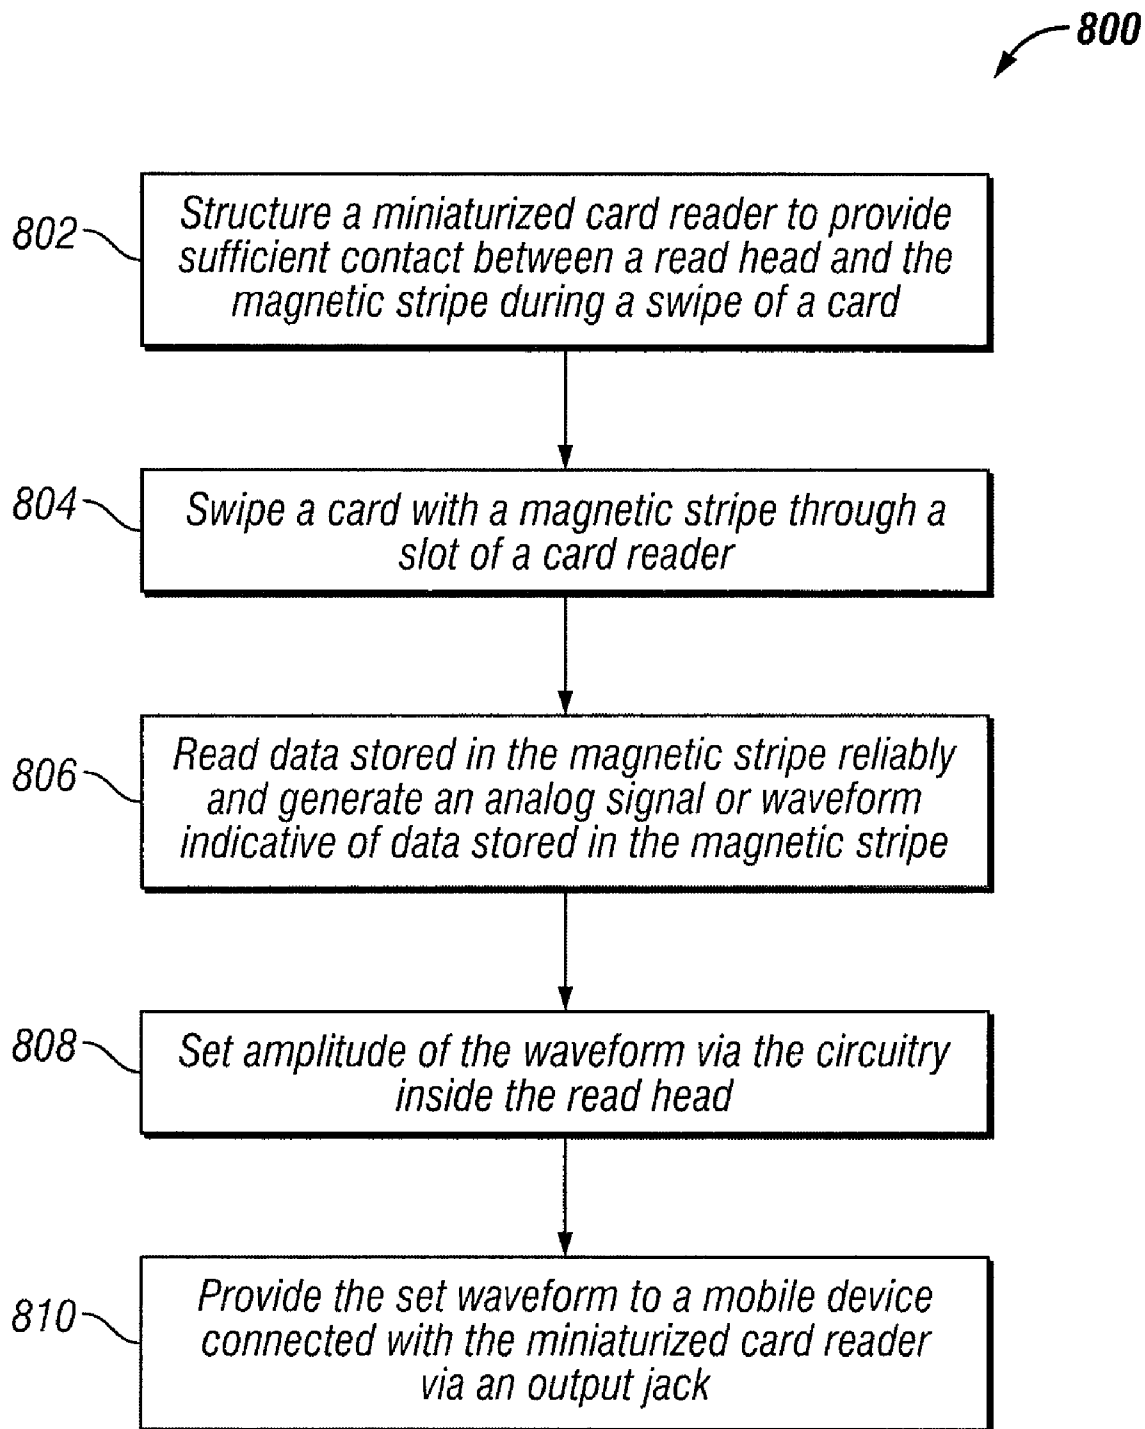 800
802
Structure a miniaturized card reader to provide
sufficient contact between a read head and the
magnetic stripe during a swipe of a card
804
Swipe a card with a magnetic stripe through a
slot of a card reader
806
Read data stored in the magnetic stripe reliably
and generate an analog signal or waveform
indicative of data stored in the magnetic stripe
808
Set amplitude of the waveform via the circuitry
inside the read head
810
Provide the set waveform to a mobile device
connected with the miniaturized card reader
via an output jack